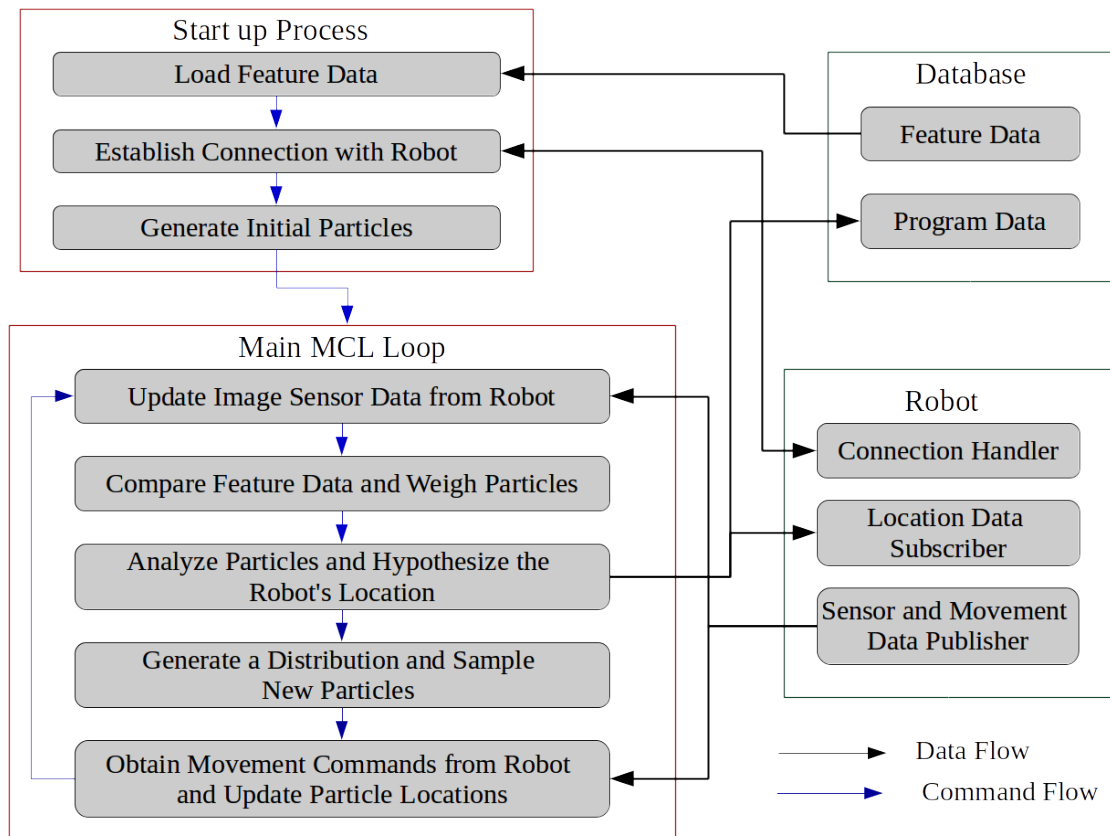 Start up Process
Load Feature Data
Establish Connection with Robot
Generate Initial Particles
Database
Feature Data
Program Data
Main MCL Loop
Update Image Sensor Data from Robot
Compare Feature Data and Weigh Particles
Analyze Particles and Hypothesize the
Robot's Location
Generate a Distribution and Sample
New Particles
Obtain Movement Commands from Robot
and Update Particle Locations
Robot
Connection Handler
Location Data
Subscriber
Sensor and Movement
Data Publisher
Data Flow
Command Flow